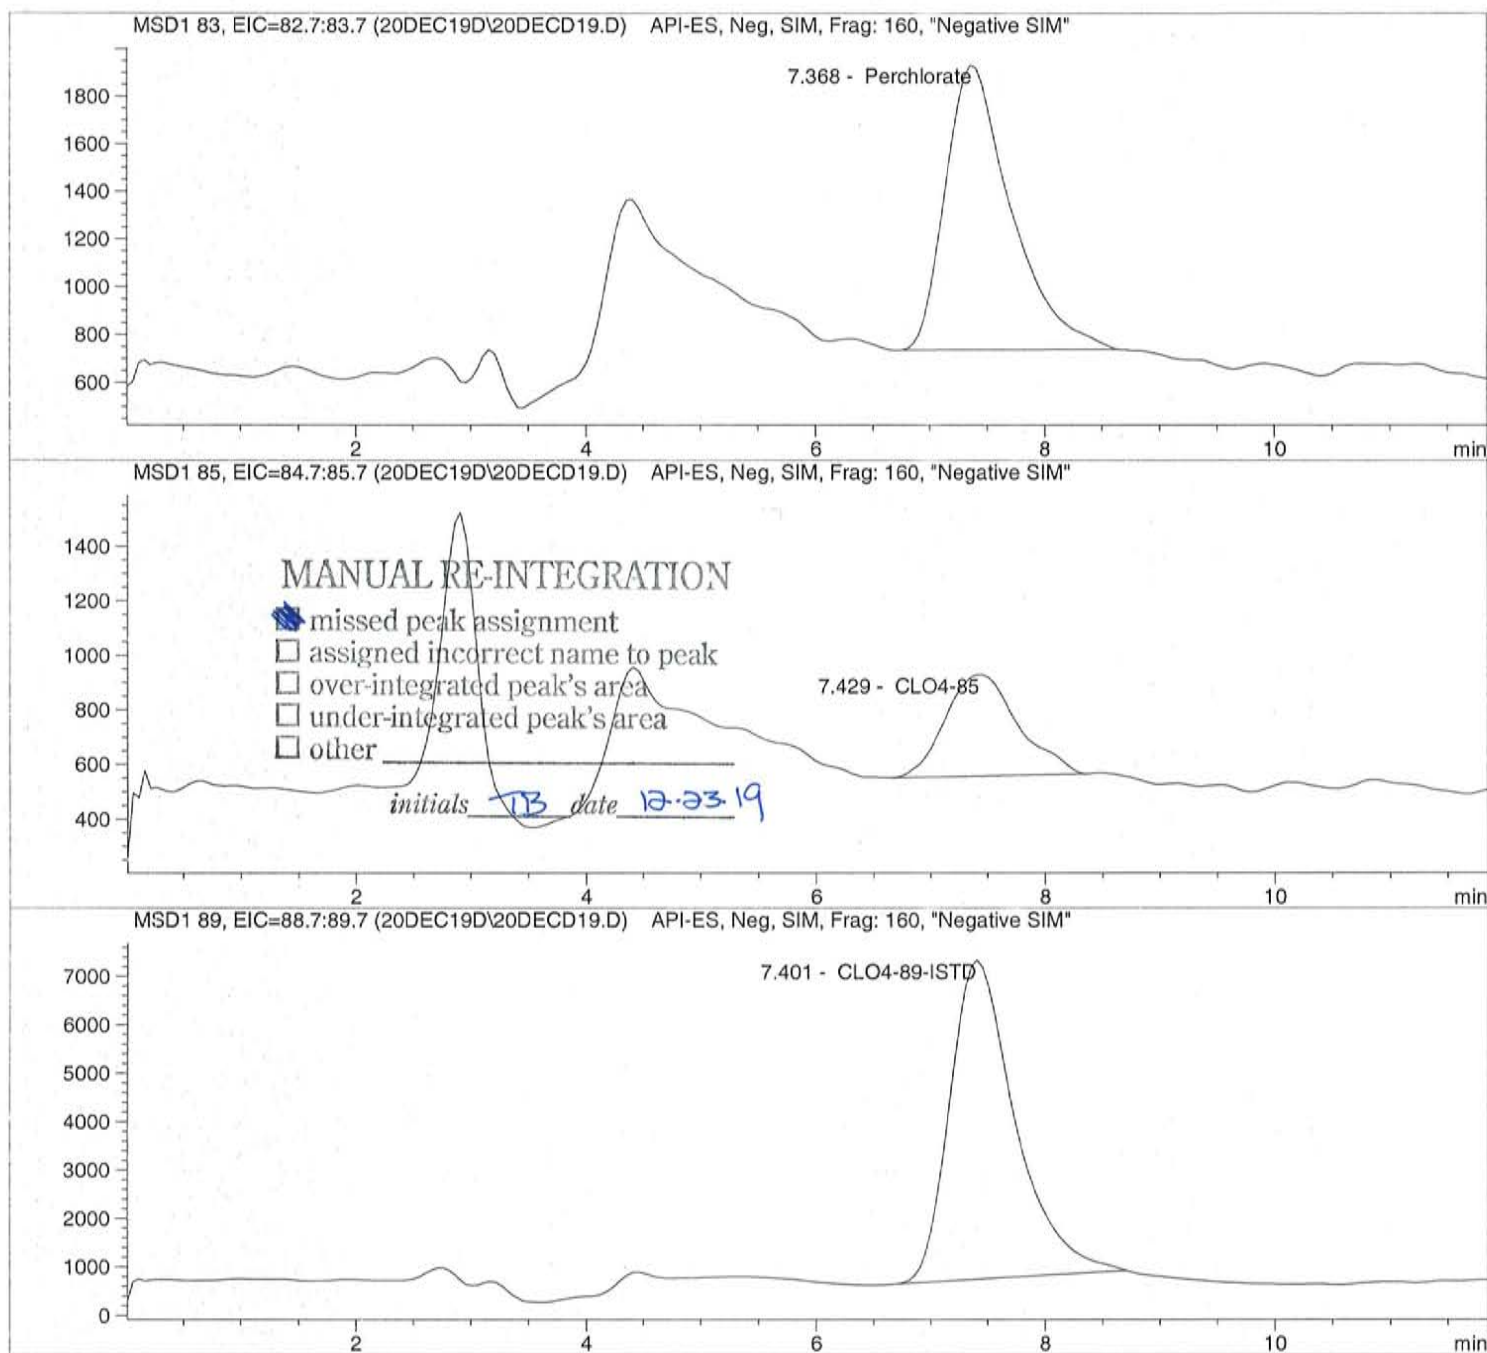 MSD1 83, EIC=82.7:83.7 (20DEC19D\20DECD19.D) API-ES, Neg, SIM, Frag: 160, "Negative SIM"
7.368 - Perchlorate
1800
1600
1400
1200
1000
800
600
2 4 6 8 10 min
MSD1 85, EIC=84.7:85.7 (20DEC19D\20DECD19.D) API-ES, Neg, SIM, Frag: 160, "Negative SIM"
1400
1200
1000
800
600
400
MANUAL RE-INTEGRATION
missed peak assignment
assigned incorrect name to peak
over-integrated peak's area
under-integrated peak's area
other
initials TB date 12-23-19
7.429 - CLO4-85
2 4 6 8 10 min
MSD1 89, EIC=88.7:89.7 (20DEC19D\20DECD19.D) API-ES, Neg, SIM, Frag: 160, "Negative SIM"
7.401 - CLO4-89-ISTD
7000
6000
5000
4000
3000
2000
1000
0
2 4 6 8 10 min